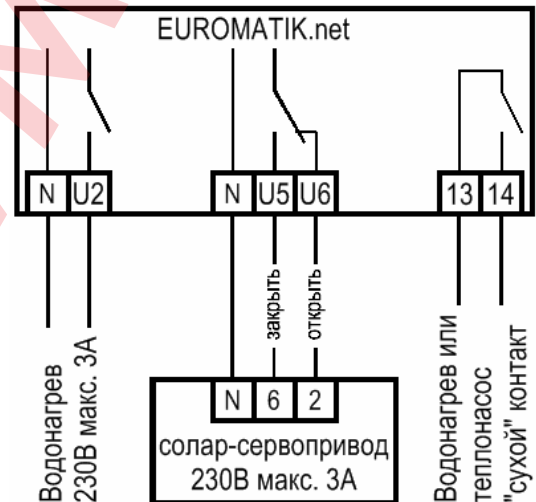 EUROMATIK.net
N U2 N U5 U6 13 14
закрыть
открыть
Водонагрев
230В макс. 3А
N 6 2
солар-сервопривод
230В макс. 3А
Водонагрев или
теплонасос
"сухой" контакт